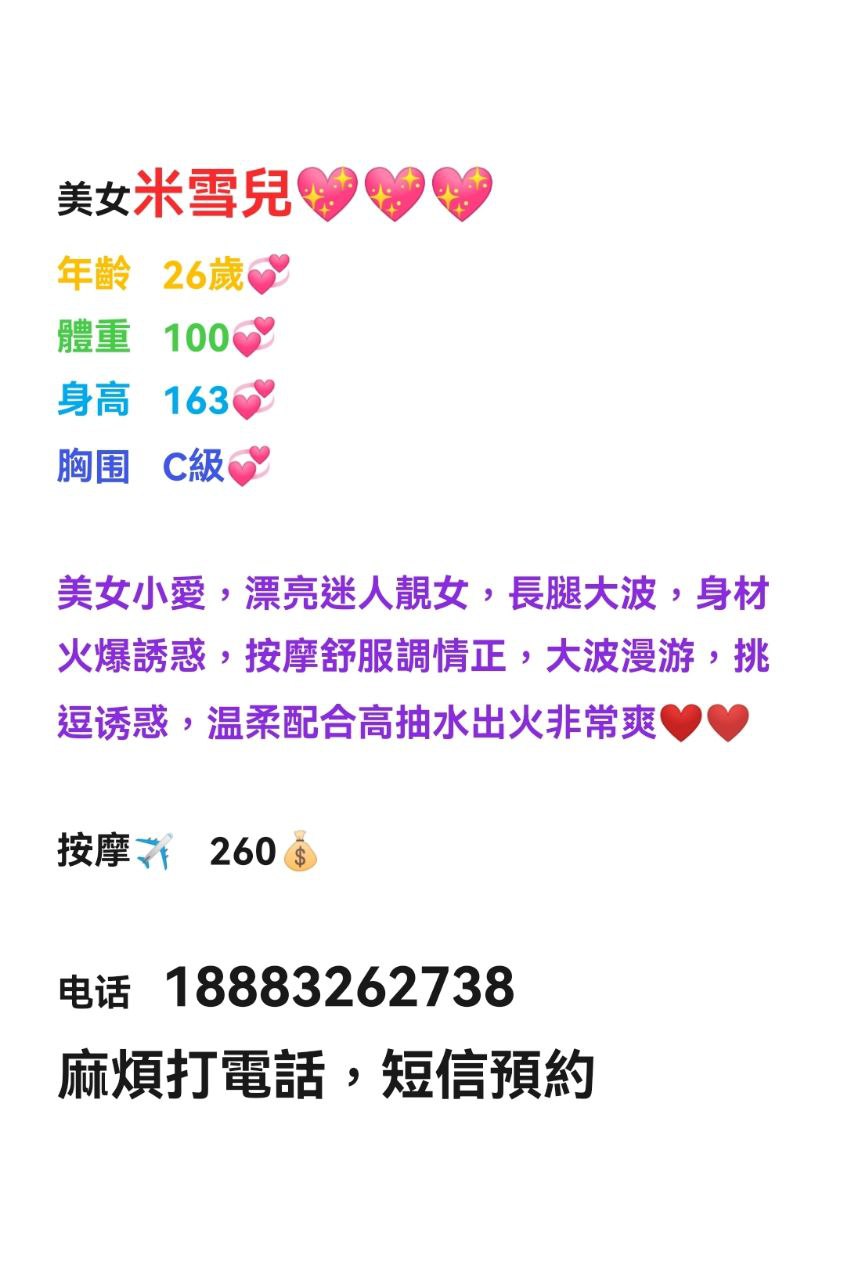 美女米雪兒💖💖💖
年齡 26歲💞
體重 100💞
身高 163💞
胸围 C級💞
美女小愛，漂亮迷人靚女，長腿大波，身材
火爆誘惑，按摩舒服調情正，大波漫游，挑
逗诱惑，温柔配合高抽水出火非常爽❤️❤️
按摩✈️ 260💰
电话 18883262738
麻煩打電話，短信預約